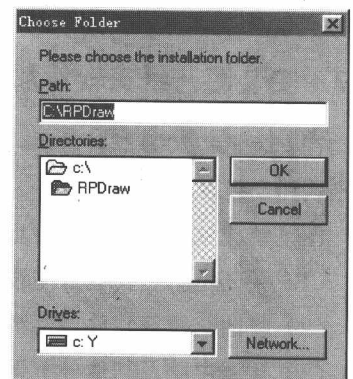 Choose Folder
Please choose the installation folder.
Path:
C:\RPDraw
Directories:
c:\
RPDraw
OK
Cancel
Drives:
c: Y
Network...